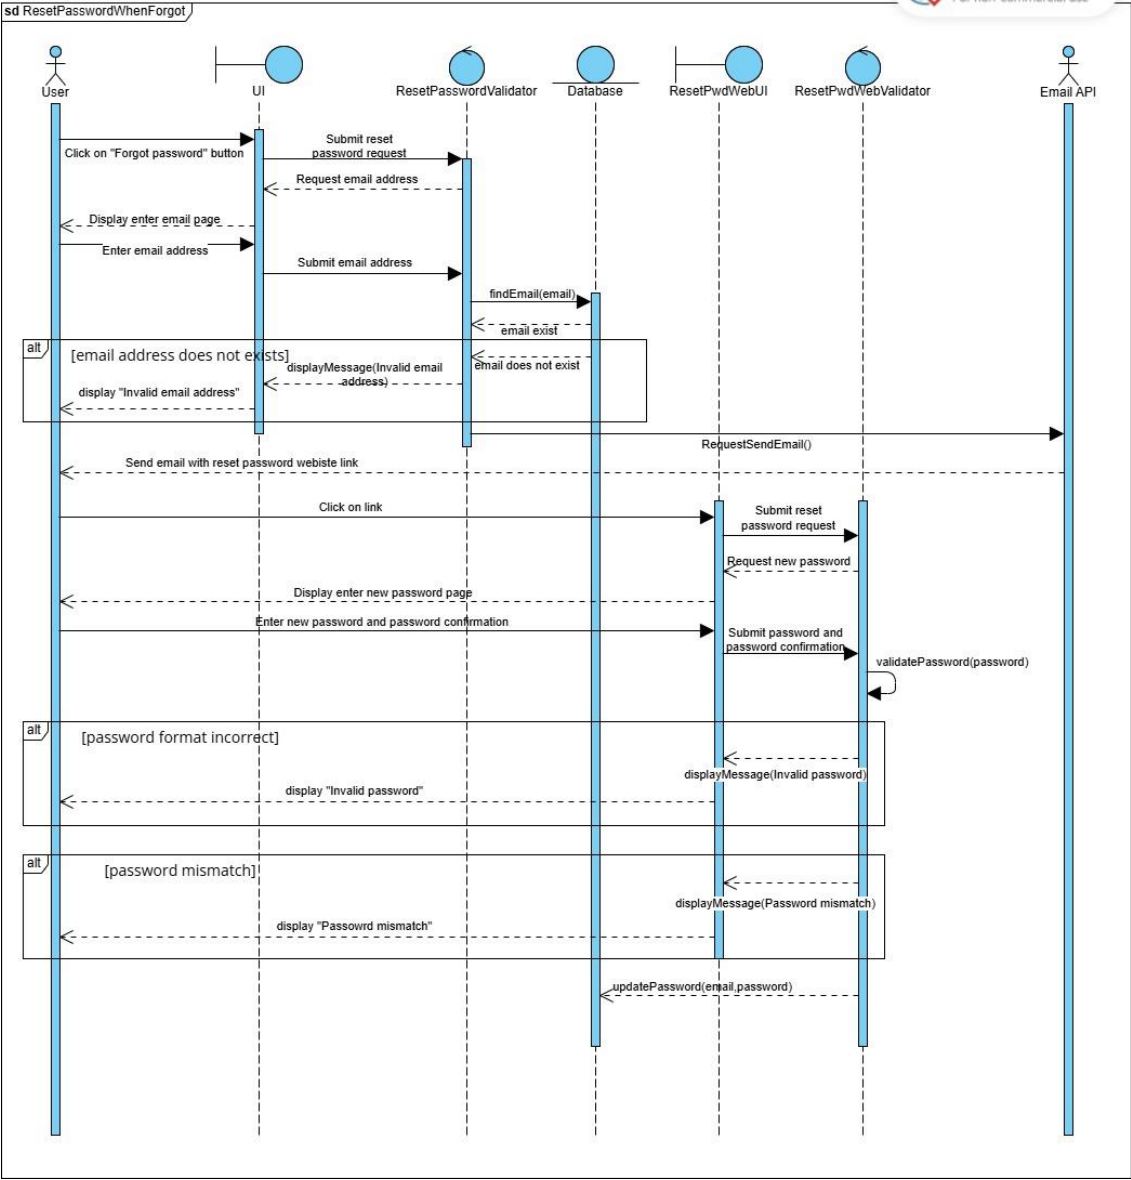 sd ResetPasswordWhenForgot
User
UI
ResetPasswordValidator
Database
ResetPwdWebUI
ResetPwdWebValidator
Email API
Click on "Forgot password" button
Submit reset
password request
Request email address
Display enter email page
Enter email address
Submit email address
findEmail(email)
email exist
alt
[email address does not exists]
email does not exist
displayMessage(Invalid email
address)
display "Invalid email address"
RequestSendEmail()
Send email with reset password webiste link
Click on link
Submit reset
password request
Request new password
Display enter new password page
Enter new password and password confirmation
Submit password and
password confirmation
validatePassword(password)
alt
[password format incorrect]
displayMessage(Invalid password)
display "Invalid password"
alt
[password mismatch]
displayMessage(Password mismatch)
display "Passowrd mismatch"
updatePassword(email,password)